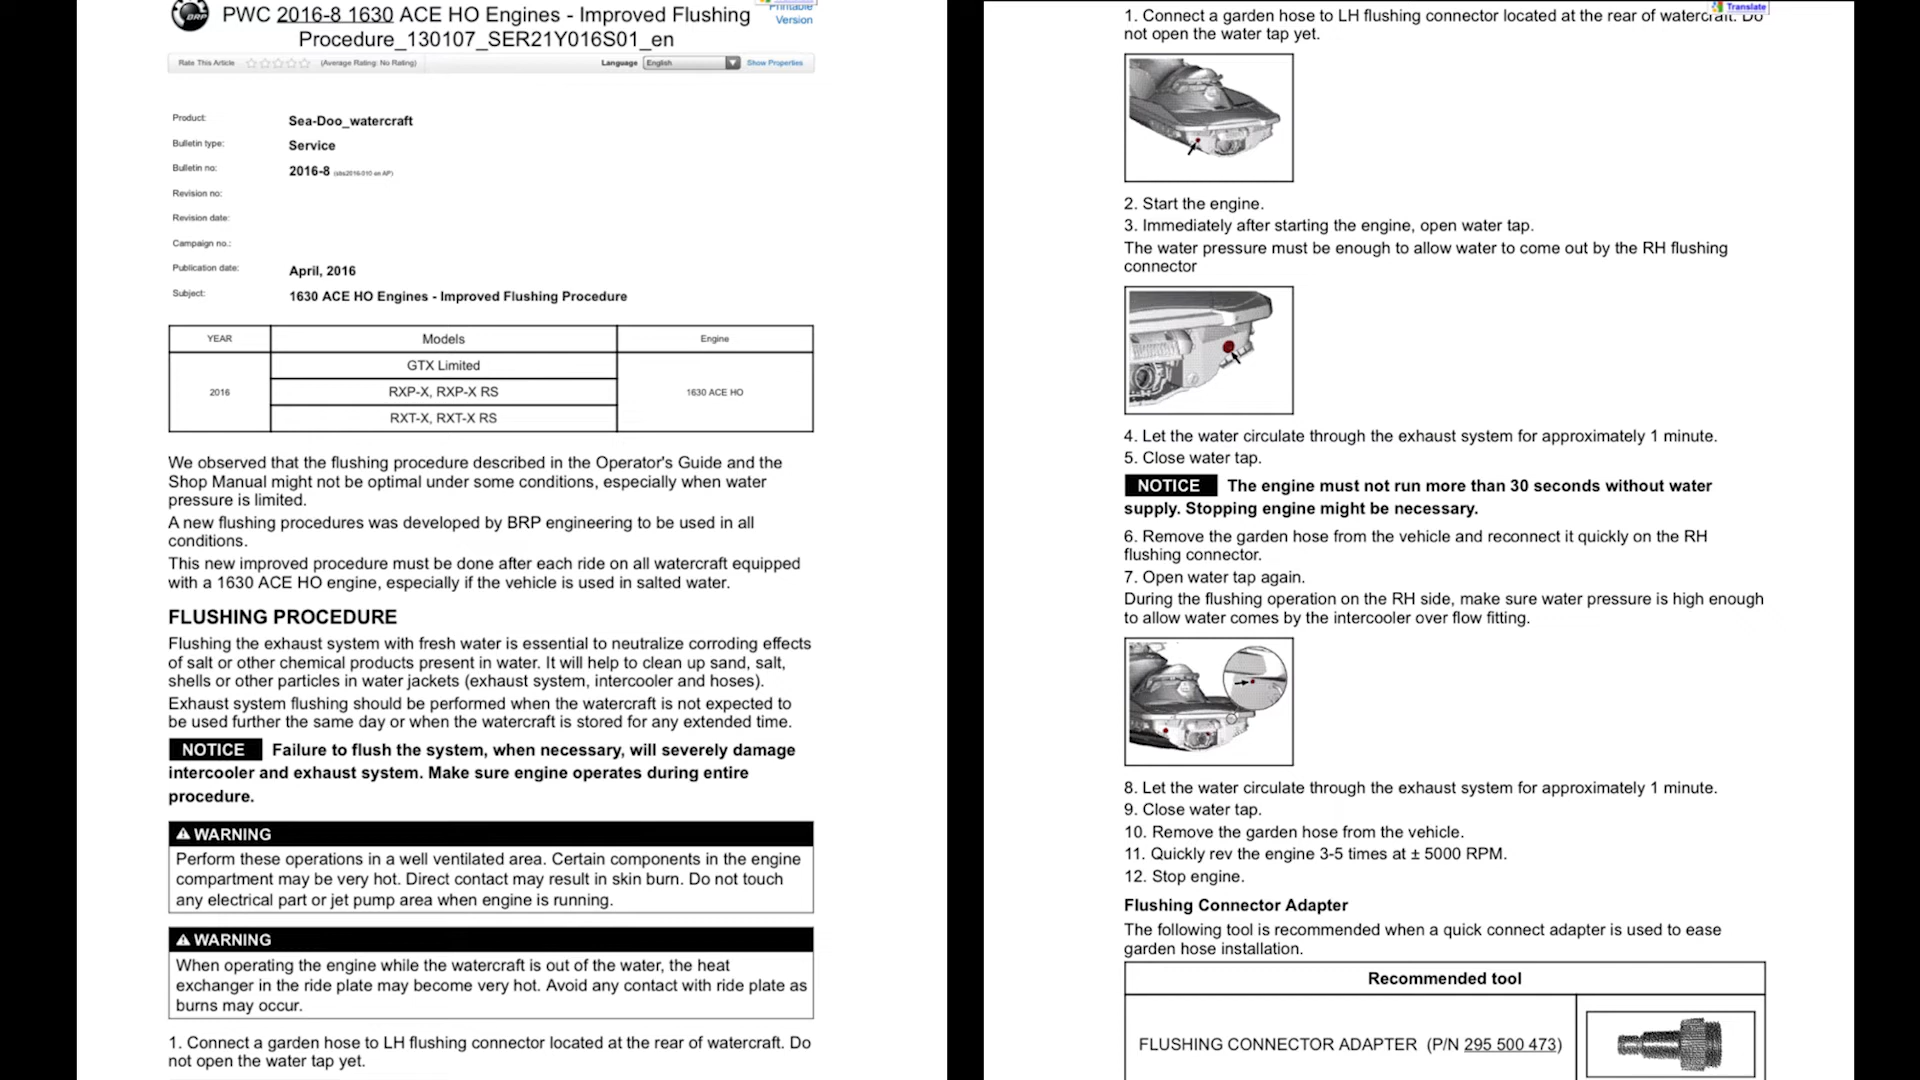 BRP
PWC 2016-8 1630 ACE HO Engines - Improved Flushing
Procedure_130107_SER21Y016S01_en
Printable
Version
Rate This Article
(Average Rating: No Rating)
Language
English
Show Properties
Product:
Sea-Doo_watercraft
Bulletin type:
Service
Bulletin no:
2016-8 (sbs2016-010 en AP)
Revision no:
Revision date:
Campaign no.:
Publication date:
April, 2016
Subject:
1630 ACE HO Engines - Improved Flushing Procedure
YEAR
Models
Engine
2016
GTX Limited
RXP-X, RXP-X RS
RXT-X, RXT-X RS
1630 ACE HO
We observed that the flushing procedure described in the Operator's Guide and the
Shop Manual might not be optimal under some conditions, especially when water
pressure is limited.
A new flushing procedures was developed by BRP engineering to be used in all
conditions.
This new improved procedure must be done after each ride on all watercraft equipped
with a 1630 ACE HO engine, especially if the vehicle is used in salted water.
FLUSHING PROCEDURE
Flushing the exhaust system with fresh water is essential to neutralize corroding effects
of salt or other chemical products present in water. It will help to clean up sand, salt,
shells or other particles in water jackets (exhaust system, intercooler and hoses).
Exhaust system flushing should be performed when the watercraft is not expected to
be used further the same day or when the watercraft is stored for any extended time.
NOTICE Failure to flush the system, when necessary, will severely damage
intercooler and exhaust system. Make sure engine operates during entire
procedure.
WARNING
Perform these operations in a well ventilated area. Certain components in the engine
compartment may be very hot. Direct contact may result in skin burn. Do not touch
any electrical part or jet pump area when engine is running.
WARNING
When operating the engine while the watercraft is out of the water, the heat
exchanger in the ride plate may become very hot. Avoid any contact with ride plate as
burns may occur.
1. Connect a garden hose to LH flushing connector located at the rear of watercraft. Do
not open the water tap yet.
Translate
1. Connect a garden hose to LH flushing connector located at the rear of watercraft. Do
not open the water tap yet.
2. Start the engine.
3. Immediately after starting the engine, open water tap.
The water pressure must be enough to allow water to come out by the RH flushing
connector
4. Let the water circulate through the exhaust system for approximately 1 minute.
5. Close water tap.
NOTICE The engine must not run more than 30 seconds without water
supply. Stopping engine might be necessary.
6. Remove the garden hose from the vehicle and reconnect it quickly on the RH
flushing connector.
7. Open water tap again.
During the flushing operation on the RH side, make sure water pressure is high enough
to allow water comes by the intercooler over flow fitting.
8. Let the water circulate through the exhaust system for approximately 1 minute.
9. Close water tap.
10. Remove the garden hose from the vehicle.
11. Quickly rev the engine 3-5 times at ± 5000 RPM.
12. Stop engine.
Flushing Connector Adapter
The following tool is recommended when a quick connect adapter is used to ease
garden hose installation.
Recommended tool
FLUSHING CONNECTOR ADAPTER (P/N 295 500 473)